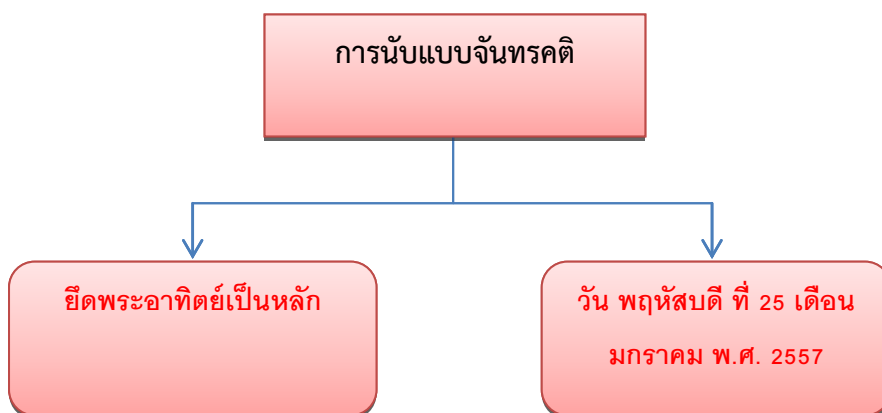 การนับแบบจันทรคติ
ยึดพระอาทิตย์เป็นหลัก
วัน พฤหัสบดี ที่ 25 เดือน
มกราคม พ.ศ. 2557